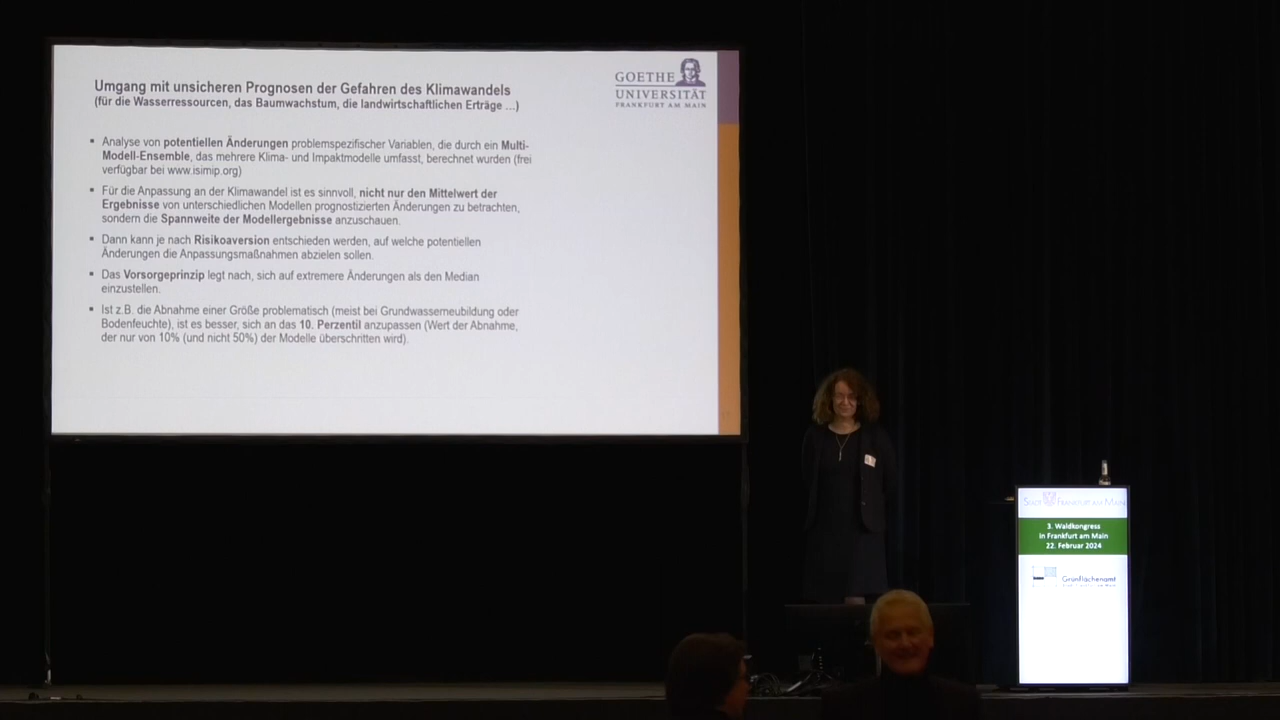 Umgang mit unsicheren Prognosen der Gefahren des Klimawandels
(für die Wasserressourcen, das Baumwachstum, die landwirtschaftlichen Erträge ...)
GOETHE
UNIVERSITÄT
FRANKFURT AM MAIN
▪ Analyse von potentiellen Änderungen problemspezifischer Variablen, die durch ein Multi-
Modell-Ensemble, das mehrere Klima- und Impaktmodelle umfasst, berechnet wurden (frei
verfügbar bei www.isimip.org)
▪ Für die Anpassung an der Klimawandel ist es sinnvoll, nicht nur den Mittelwert der
Ergebnisse von unterschiedlichen Modellen prognostizierten Änderungen zu betrachten,
sondern die Spannweite der Modellergebnisse anzuschauen.
▪ Dann kann je nach Risikoaversion entschieden werden, auf welche potentiellen
Änderungen die Anpassungsmaßnahmen abzielen sollen.
▪ Das Vorsorgeprinzip legt nach, sich auf extremere Änderungen als den Median
einzustellen.
▪ Ist z.B. die Abnahme einer Größe problematisch (meist bei Grundwasserneubildung oder
Bodenfeuchte), ist es besser, sich an das 10. Perzentil anzupassen (Wert der Abnahme,
der nur von 10% (und nicht 50%) der Modelle überschritten wird).
STADT FRANKFURT AM MAIN
3. Waldkongress
in Frankfurt am Main
22. Februar 2024
Grünflächenamt